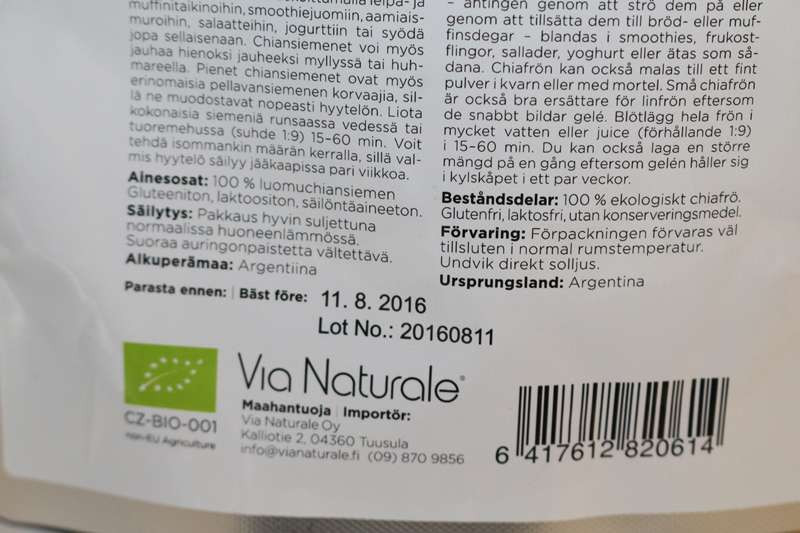 muffinitaikinoihin, smoothiejuomiin, aamiais-
muroihin, salaatteihin, jogurttiin tai syödä
jopa sellaisenaan. Chiansiemenet voi myös
jauhaa hienoksi jauheeksi myllyssä tai huh-
mareella. Pienet chiansiemenet ovat myös
erinomaisia pellavansiemenen korvaajia, sil-
lä ne muodostavat nopeasti hyytelön. Liota
kokonaisia siemeniä runsaassa vedessä tai
tuoremehussa (suhde 1:9) 15-60 min. Voit
tehdä isommankin määrän kerralla, sillä val-
mis hyytelö säilyy jääkaapissa pari viikkoa.
Ainesosat: 100 % luomuchiansiemen
Gluteeniton, laktoositon, säilöntäaineeton.
Säilytys: Pakkaus hyvin suljettuna
normaalissa huoneenlämmössä.
Suoraa auringonpaistetta vältettävä.
Alkuperämaa: Argentiina
- antingen genom att strö dem på eller
genom att tillsätta dem till bröd- eller muf-
finsdegar - blandas i smoothies, frukost-
flingor, sallader, yoghurt eller ätas som så-
dana. Chiafrön kan också malas till ett fint
pulver i kvarn eller med mortel. Små chiafrön
är också bra ersättare för linfrön eftersom
de snabbt bildar gelé. Blötlägg hela frön i
mycket vatten eller juice (förhållande 1:9)
i 15-60 min. Du kan också laga en större
mängd på en gång eftersom gelén håller sig
i kylskåpet i ett par veckor.
Beståndsdelar: 100 % ekologiskt chiafrö.
Glutenfri, laktosfri, utan konserveringsmedel.
Förvaring: Förpackningen förvaras väl
tillsluten i normal rumstemperatur.
Undvik direkt solljus.
Ursprungsland: Argentina
Parasta ennen: | Bäst före: 11. 8. 2016
Lot No.: 20160811
CZ-BIO-001
non-EU Agriculture
Via Naturale®
Maahantuoja | Importör:
Via Naturale Oy
Kalliotie 2, 04360 Tuusula
info@vianaturale.fi (09) 870 9856
6 417612 820614